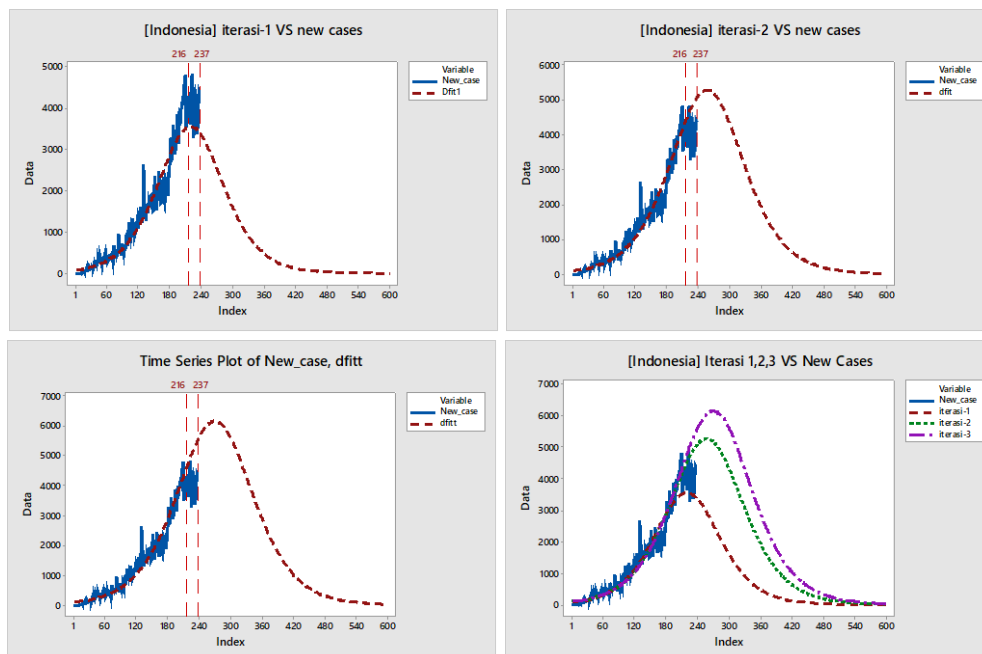 [Indonesia] iterasi-1 VS new cases
216 237
5000
4000
3000
2000
1000
0
Data
1 60 120 180 240 300 360 420 480 540 600
Index
Variable
New_case
Dfit1
[Indonesia] iterasi-2 VS new cases
216 237
6000
5000
4000
3000
2000
1000
0
Data
1 60 120 180 240 300 360 420 480 540 600
Index
Variable
New_case
dfit
Time Series Plot of New_case, dfitt
216 237
7000
6000
5000
4000
3000
2000
1000
0
Data
1 60 120 180 240 300 360 420 480 540 600
Index
Variable
New_case
dfitt
[Indonesia] Iterasi 1,2,3 VS New Cases
7000
6000
5000
4000
3000
2000
1000
0
Data
1 60 120 180 240 300 360 420 480 540 600
Index
Variable
New_case
iterasi-1
iterasi-2
iterasi-3